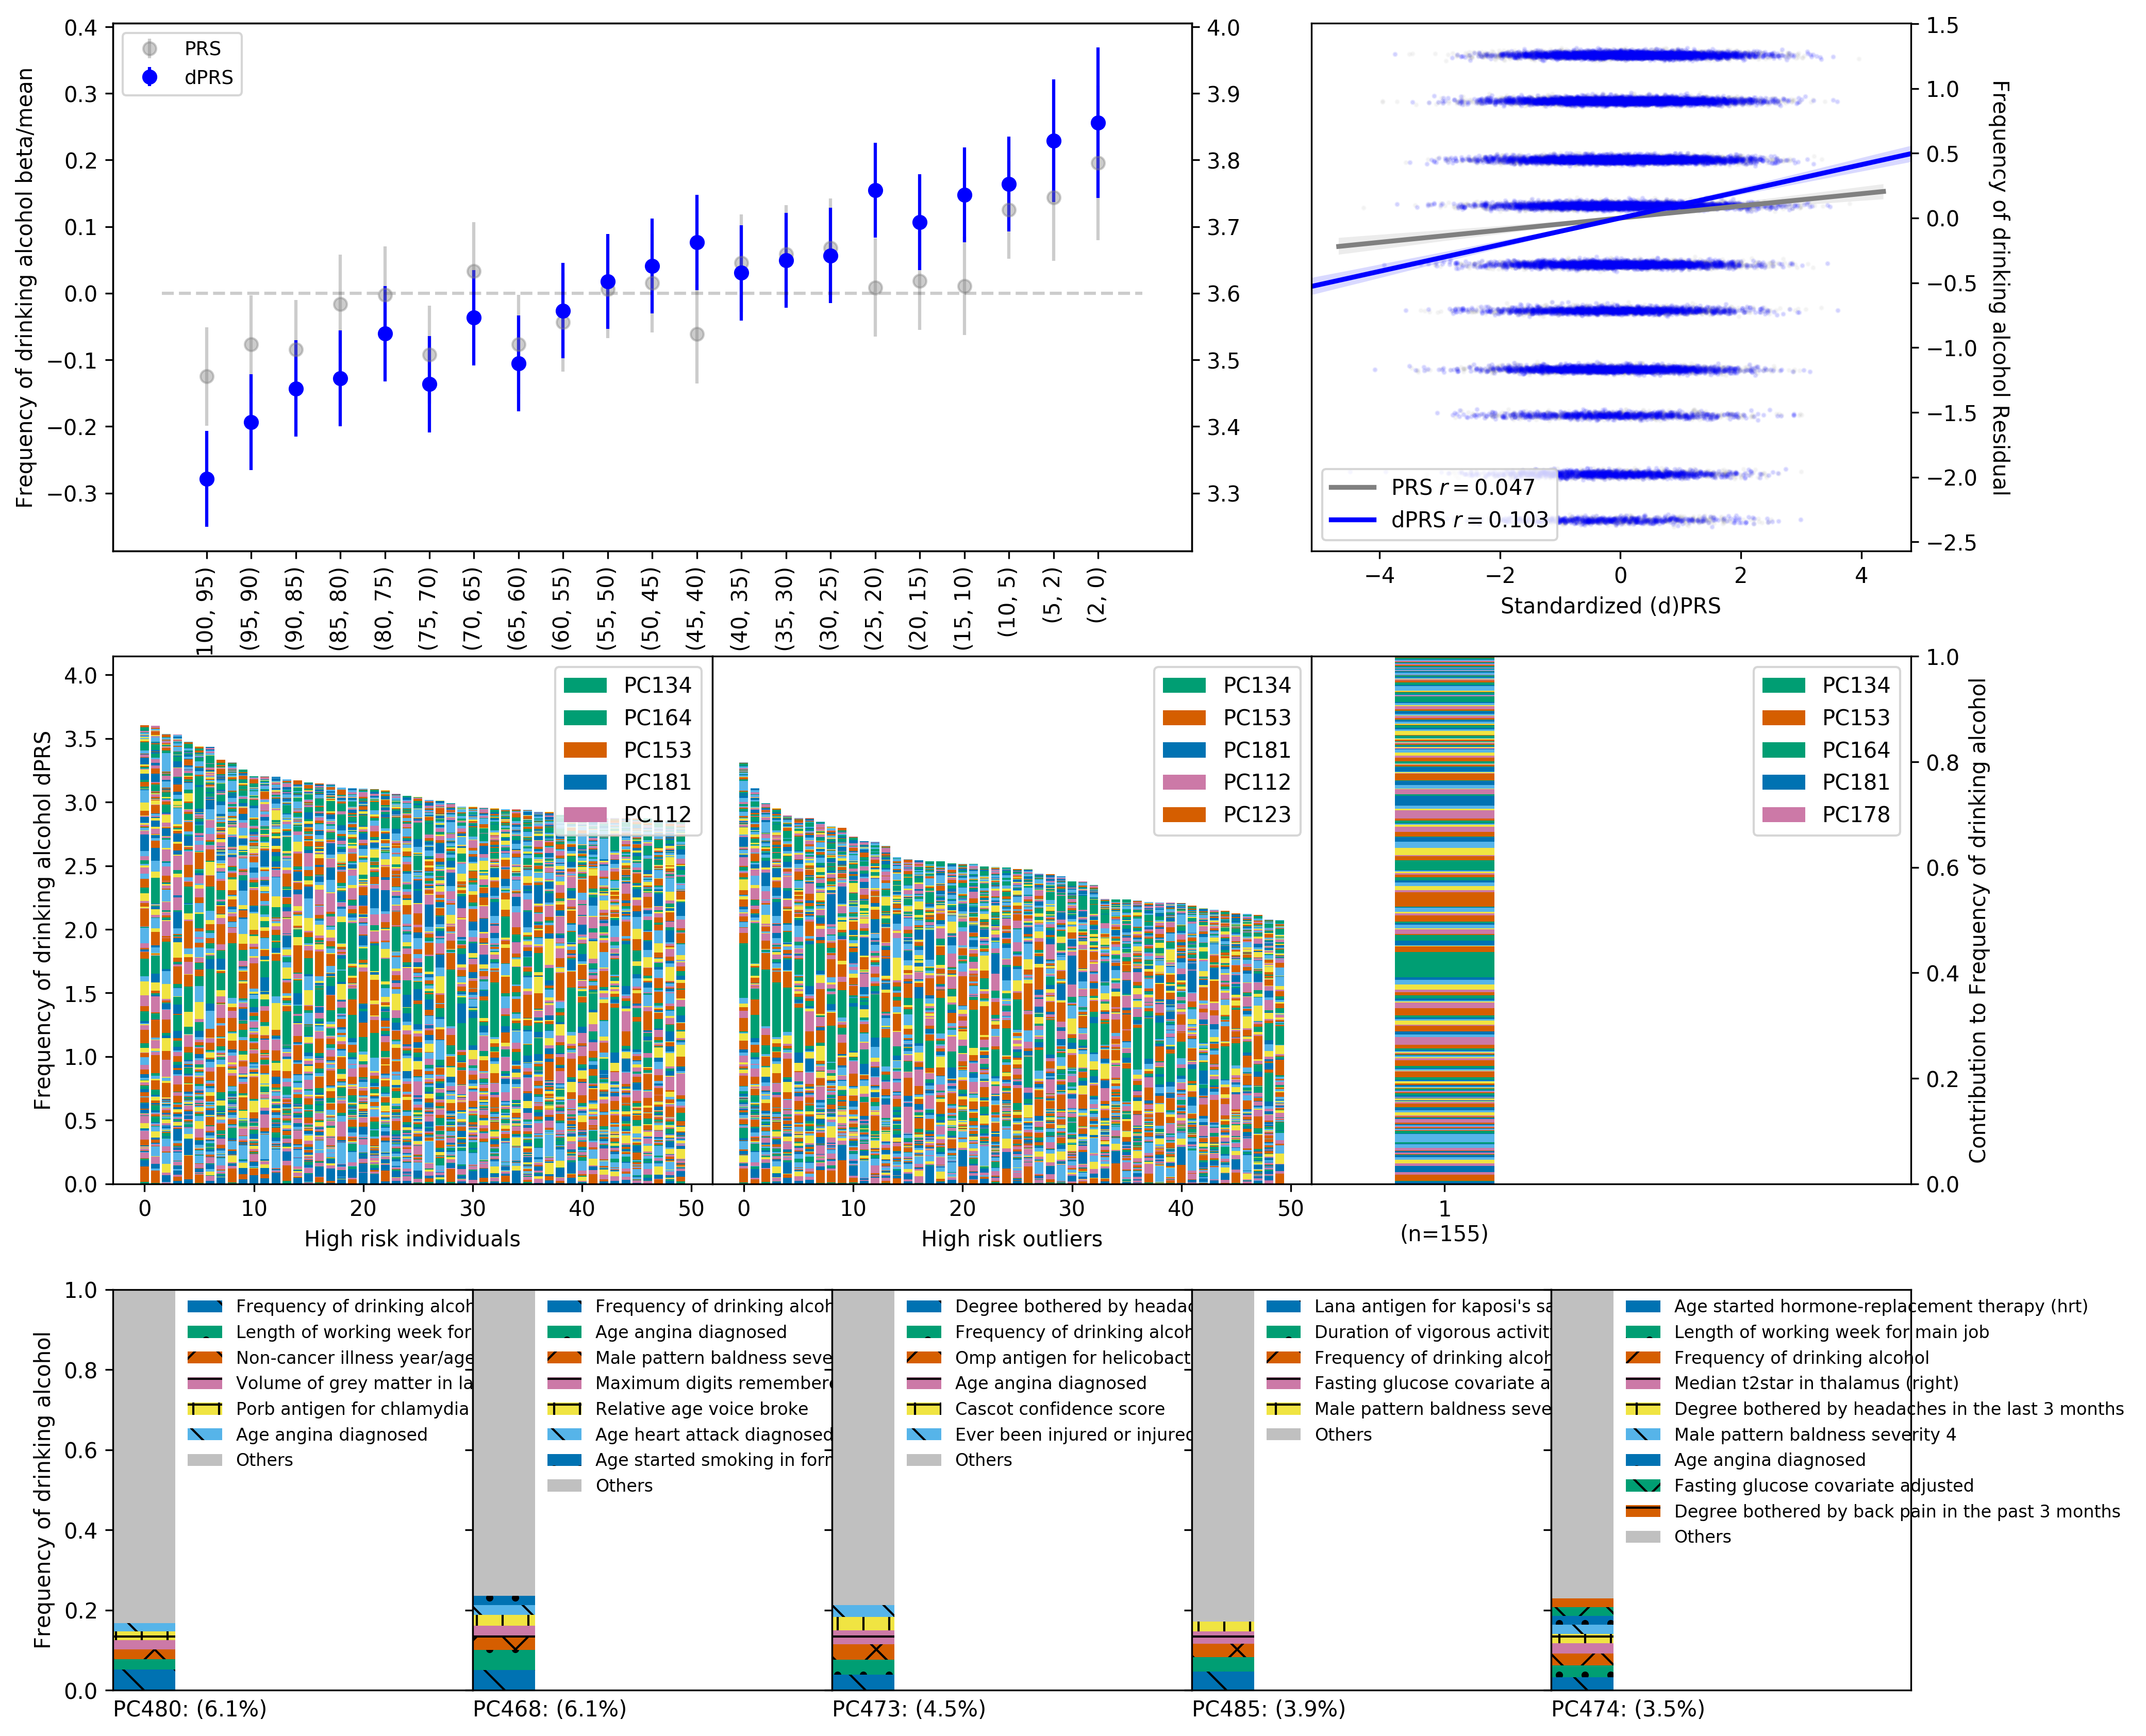 0.4
0.3
0.2
0.1
0.0
−0.1
−0.2
−0.3
Frequency of drinking alcohol beta/mean
PRS
dPRS
4.0
3.9
3.8
3.7
3.6
3.5
3.4
3.3
100, 95)
(95, 90)
(90, 85)
(85, 80)
(80, 75)
(75, 70)
(70, 65)
(65, 60)
(60, 55)
(55, 50)
(50, 45)
(45, 40)
(40, 35)
(35, 30)
(30, 25)
(25, 20)
(20, 15)
(15, 10)
(10, 5)
(5, 2)
(2, 0)
PRS r = 0.047
dPRS r = 0.103
−4
−2
0
2
4
Standardized (d)PRS
1.5
1.0
0.5
0.0
−0.5
−1.0
−1.5
−2.0
−2.5
Frequency of drinking alcohol Residual
4.0
3.5
3.0
2.5
2.0
1.5
1.0
0.5
0.0
Frequency of drinking alcohol dPRS
PC134
PC164
PC153
PC181
PC112
0
10
20
30
40
50
High risk individuals
PC134
PC153
PC181
PC112
PC123
0
10
20
30
40
50
High risk outliers
PC134
PC153
PC164
PC181
PC178
1
(n=155)
1.0
0.8
0.6
0.4
0.2
0.0
Contribution to Frequency of drinking alcohol
1.0
0.8
0.6
0.4
0.2
0.0
Frequency of drinking alcohol
Frequency of drinking alcoh
Length of working week for
Non-cancer illness year/age
Volume of grey matter in la
Porb antigen for chlamydia
Age angina diagnosed
Others
PC480: (6.1%)
Frequency of drinking alcoh
Age angina diagnosed
Male pattern baldness seve
Maximum digits remembere
Relative age voice broke
Age heart attack diagnosed
Age started smoking in forr
Others
PC468: (6.1%)
Degree bothered by headac
Frequency of drinking alcoh
Omp antigen for helicobact
Age angina diagnosed
Cascot confidence score
Ever been injured or injured
Others
PC473: (4.5%)
Lana antigen for kaposi's sa
Duration of vigorous activit
Frequency of drinking alcoh
Fasting glucose covariate a
Male pattern baldness seve
Others
PC485: (3.9%)
Age started hormone-replacement therapy (hrt)
Length of working week for main job
Frequency of drinking alcohol
Median t2star in thalamus (right)
Degree bothered by headaches in the last 3 months
Male pattern baldness severity 4
Age angina diagnosed
Fasting glucose covariate adjusted
Degree bothered by back pain in the past 3 months
Others
PC474: (3.5%)